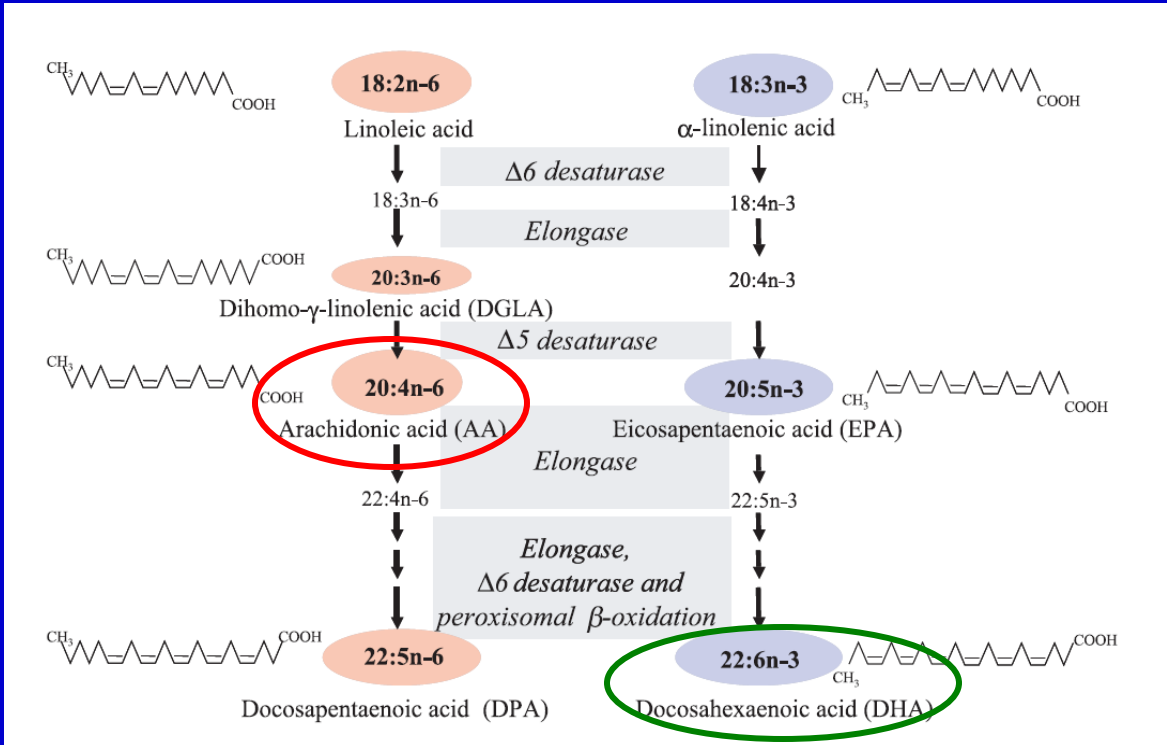 CH3
COOH
18:2n-6
Linoleic acid
18:3n-3
α-linolenic acid
CH3
COOH
Δ6 desaturase
18:3n-6
18:4n-3
Elongase
CH3
COOH
20:3n-6
Dihomo-γ-linolenic acid (DGLA)
20:4n-3
Δ5 desaturase
CH3
COOH
20:4n-6
Arachidonic acid (AA)
20:5n-3
Eicosapentaenoic acid (EPA)
CH3
COOH
Elongase
22:4n-6
22:5n-3
Elongase,
Δ6 desaturase and
peroxisomal β-oxidation
CH3
COOH
22:5n-6
Docosapentaenoic acid (DPA)
22:6n-3
Docosahexaenoic acid (DHA)
CH3
COOH